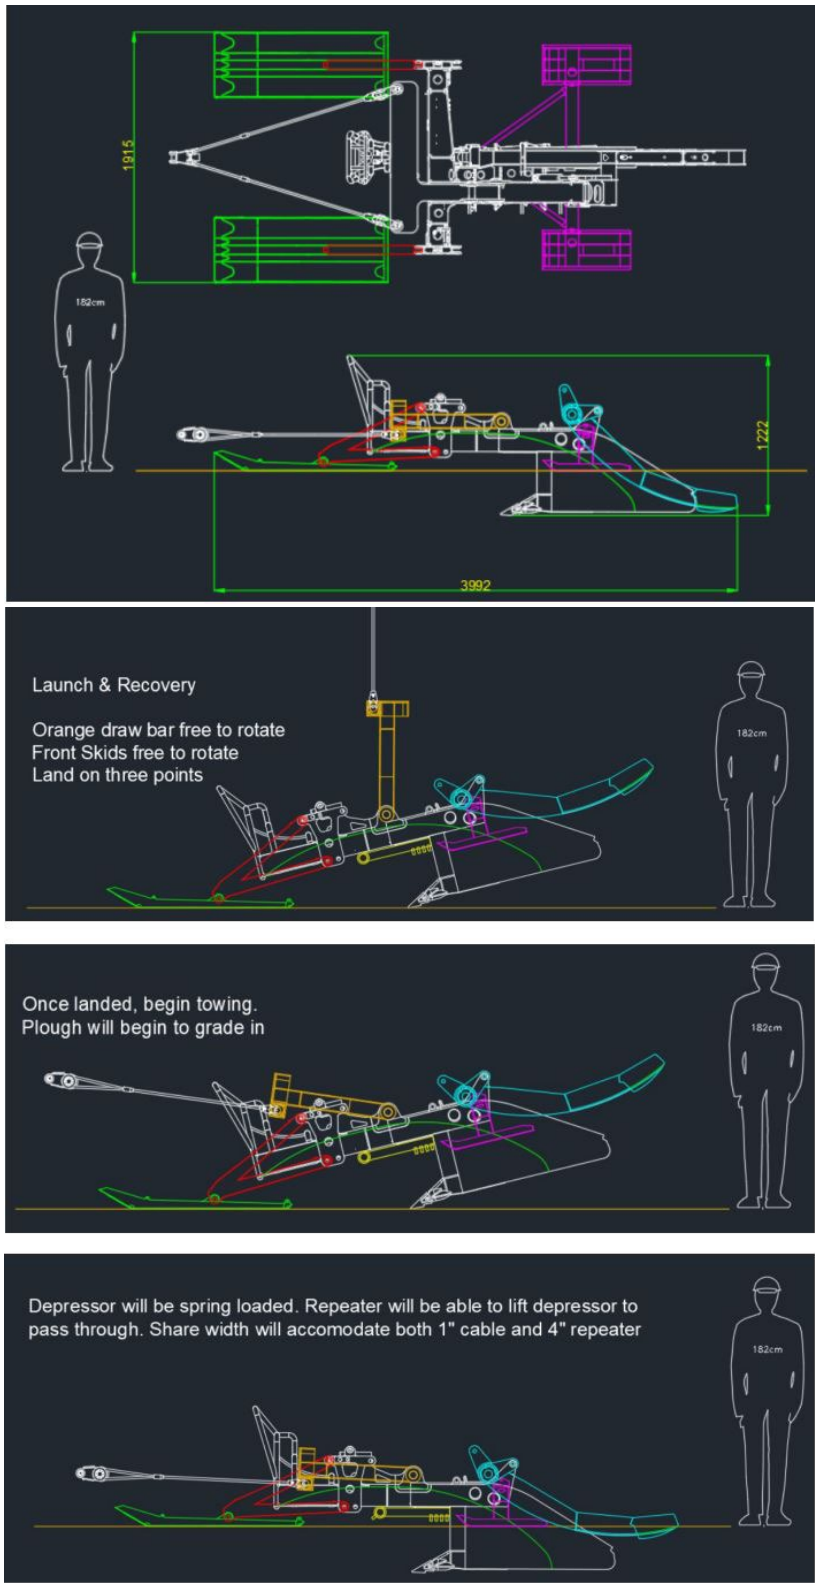 1915
182cm
1222
3992
Launch & Recovery
Orange draw bar free to rotate
Front Skids free to rotate
Land on three points
182cm
Once landed, begin towing.
Plough will begin to grade in
182cm
Depressor will be spring loaded. Repeater will be able to lift depressor to
pass through. Share width will accomodate both 1" cable and 4" repeater
182cm